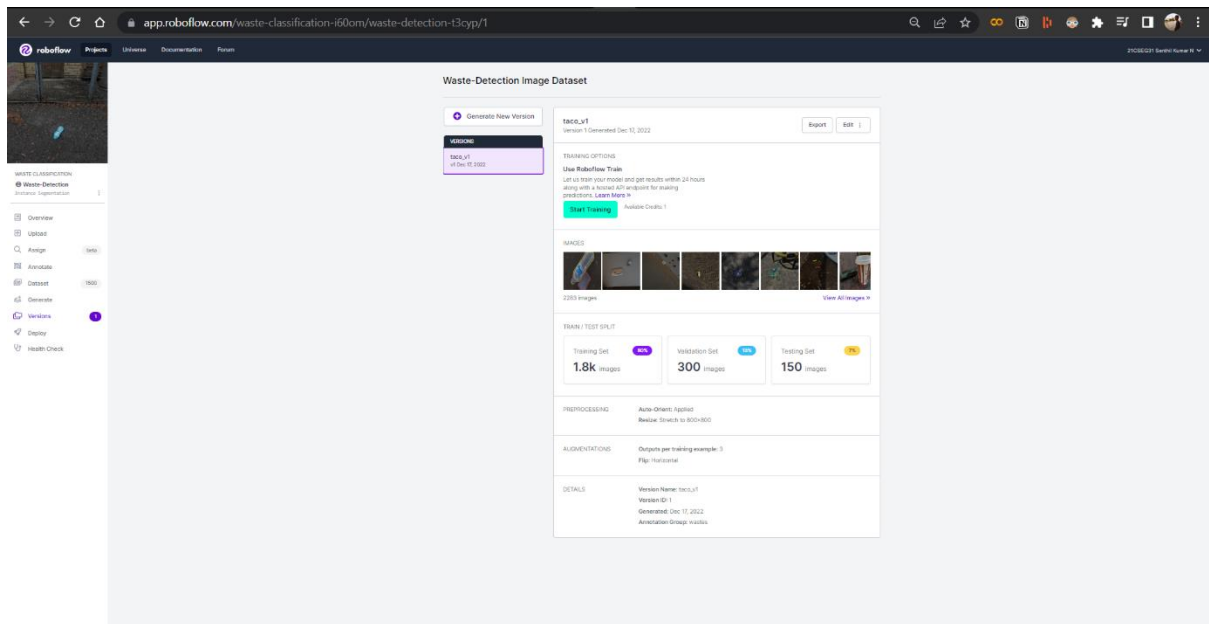 app.roboflow.com/waste-classification-i60om/waste-detection-t3cyp/1
roboflow Projects Universe Documentation Forum
Waste-Detection Image Dataset
Generate New Version
VERSIONS
taco_v1
v1 Dec 17, 2022
taco_v1
Version 1 Generated Dec 17, 2022
Export Edit
TRAINING OPTIONS
Use Roboflow Train
Let us train your model and get results within 24 hours
along with a hosted API endpoint for making
predictions. Learn More »
Start Training Available Credits: 1
WASTE CLASSIFICATION
Waste-Detection
Instance Segmentation
Overview
Upload
Assign
Annotate
Dataset 1500
Generate
Versions 1
Deploy
Health Check
IMAGES
images View All Images »
TRAIN / TEST SPLIT
Training Set 80%
1.8k images
Validation Set
300 images
Testing Set 7%
150 images
PREPROCESSING
Auto-Orient: Applied
Resize: Stretch to 800×800
AUGMENTATIONS
Outputs per training example: 3
Flip: Horizontal
DETAILS
Version Name: taco_v1
Version ID: 1
Generated: Dec 17, 2022
Annotation Group: wastes